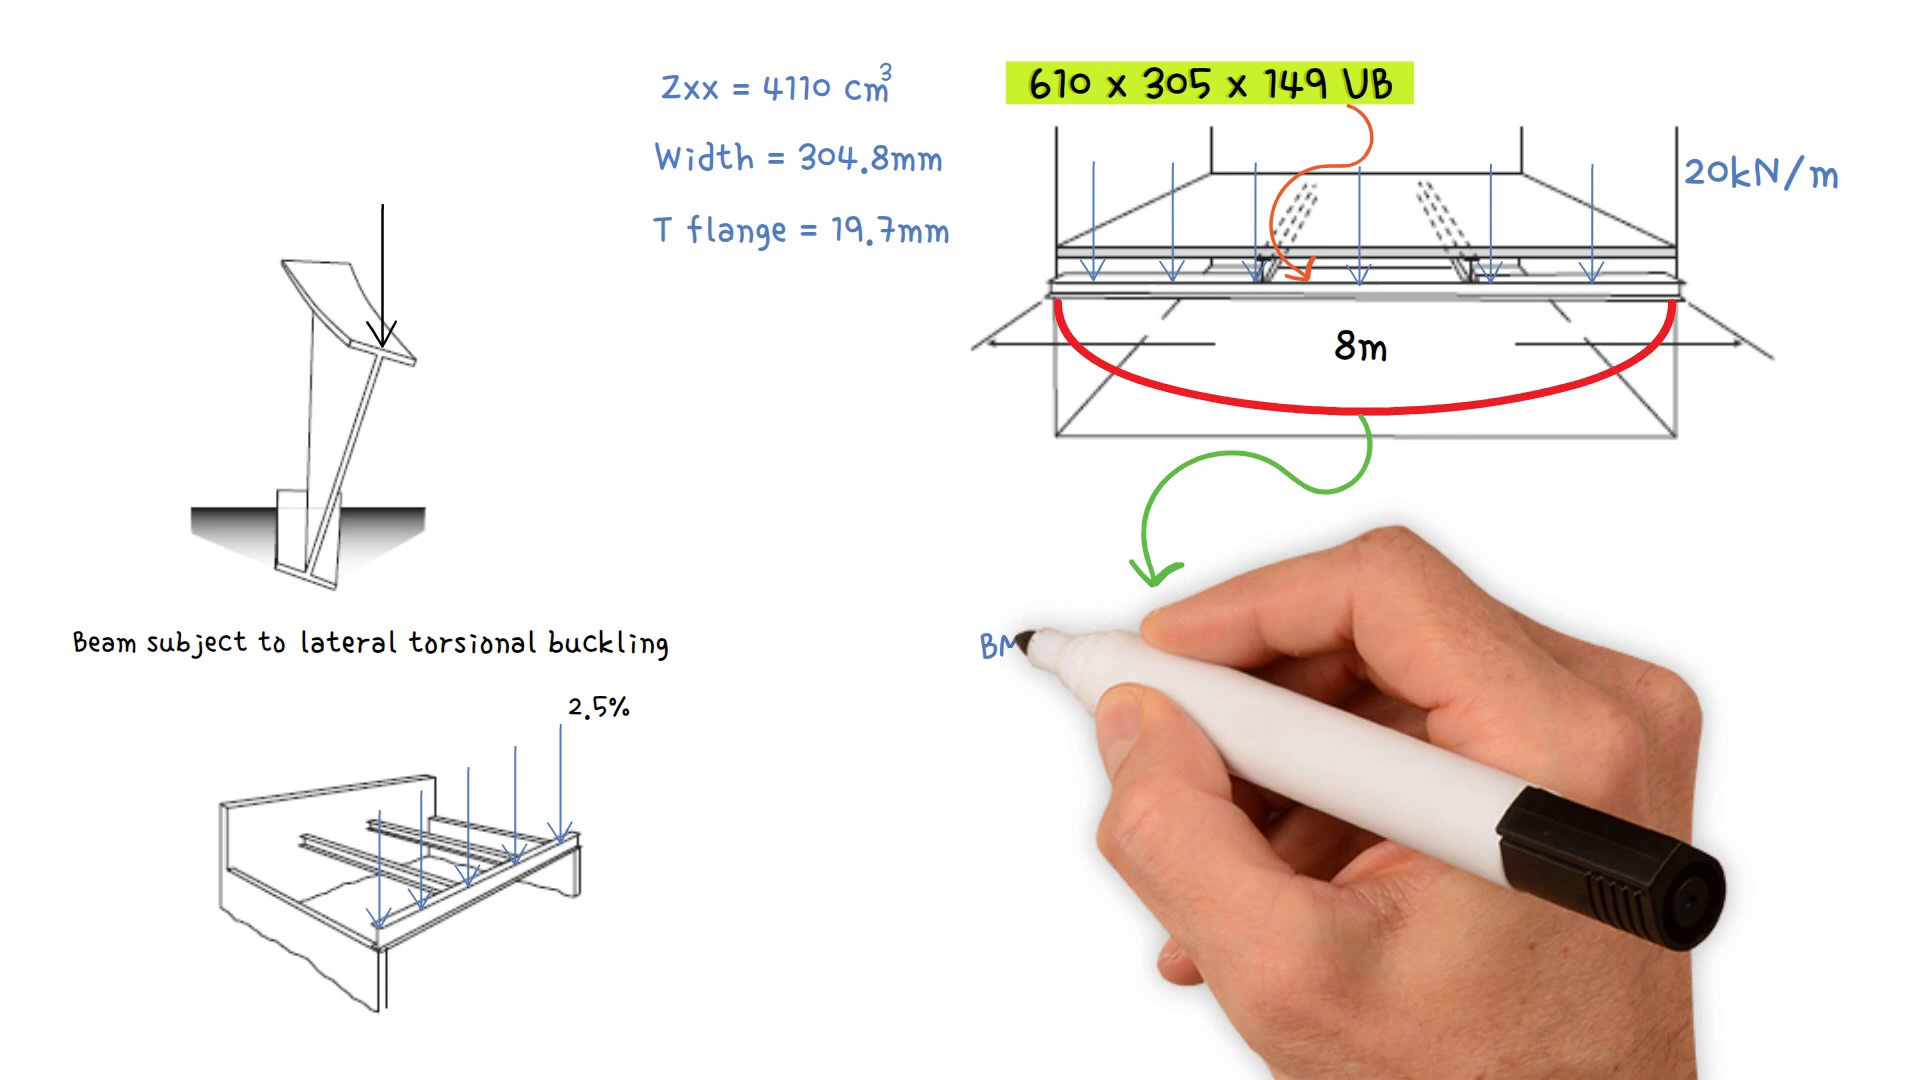 Zxx = 4110 cm³
Width = 304.8mm
T flange = 19.7mm
610 x 305 x 149 UB
20kN/m
8m
Beam subject to lateral torsional buckling
2.5%
BM